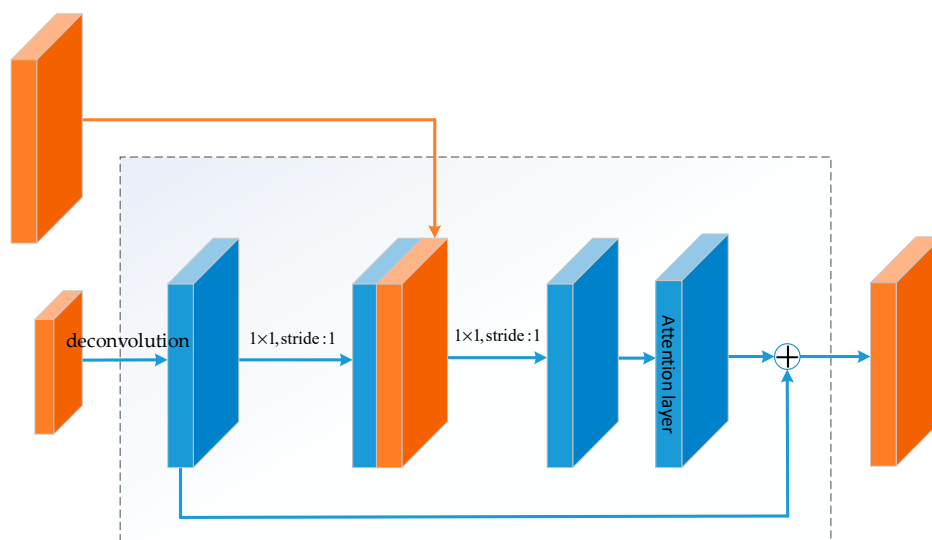 deconvolution
1×1, stride:1
1×1, stride:1
Attention layer